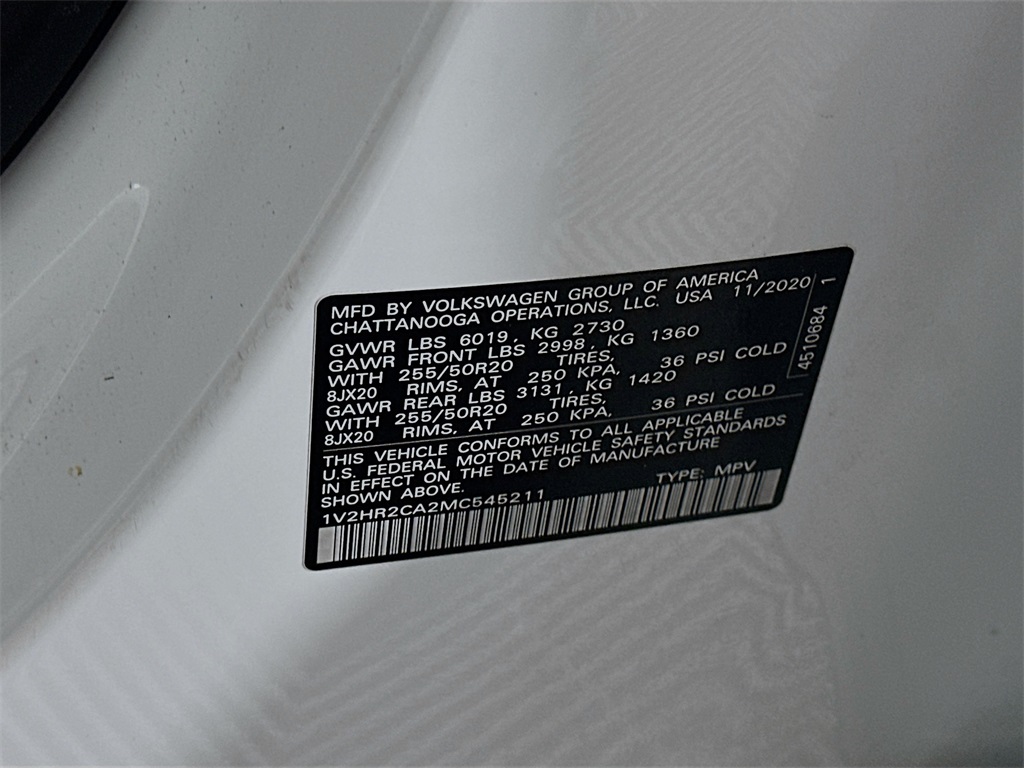 MFD BY VOLKSWAGEN GROUP OF AMERICA
CHATTANOOGA OPERATIONS, LLC. USA 11/2020
GVWR LBS 6019, KG 2730
GAWR FRONT LBS 2998, KG 1360
WITH 255/50R20 TIRES,
8JX20 RIMS, AT 250 KPA, 36 PSI COLD
GAWR REAR LBS 3131, KG 1420
WITH 255/50R20 TIRES,
8JX20 RIMS, AT 250 KPA, 36 PSI COLD
THIS VEHICLE CONFORMS TO ALL APPLICABLE
U.S. FEDERAL MOTOR VEHICLE SAFETY STANDARDS
IN EFFECT ON THE DATE OF MANUFACTURE
SHOWN ABOVE.
1V2HR2CA2MC545211 TYPE: MPV
4510684 1